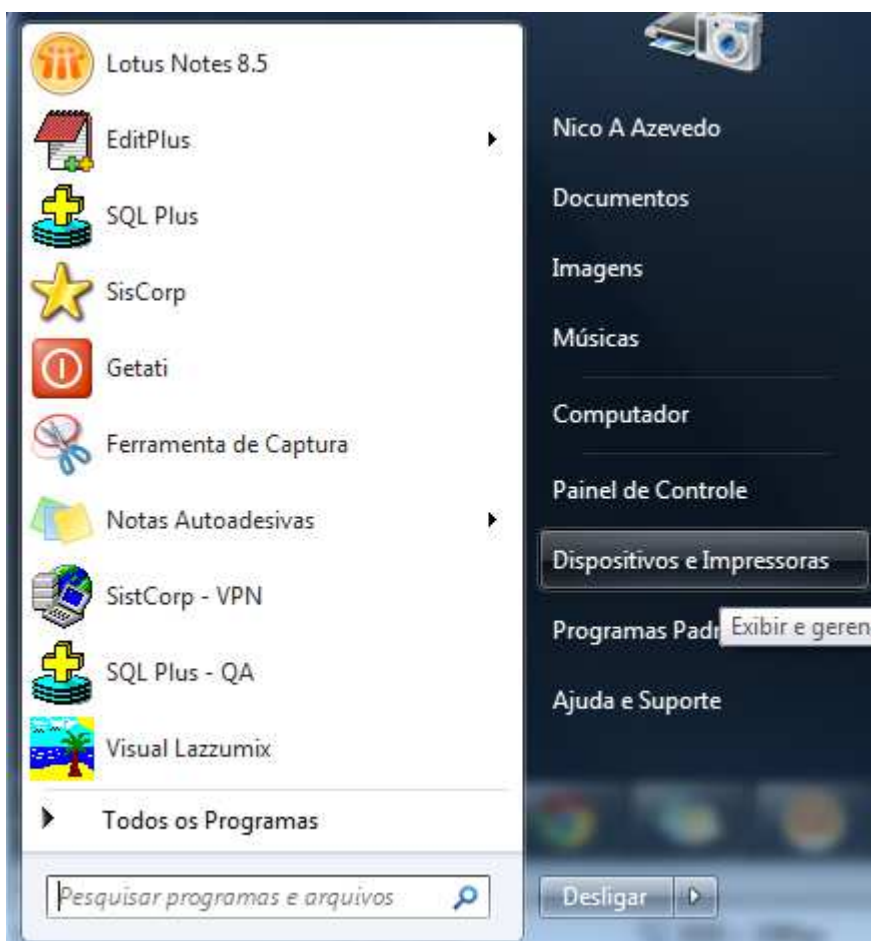 Lotus Notes 8.5
EditPlus
SQL Plus
SisCorp
Getati
Ferramenta de Captura
Notas Autoadesivas
SistCorp - VPN
SQL Plus - QA
Visual Lazzumix
Todos os Programas
Pesquisar programas e arquivos
Nico A Azevedo
Documentos
Imagens
Músicas
Computador
Painel de Controle
Dispositivos e Impressoras
Programas Padr Exibir e geren
Ajuda e Suporte
Desligar